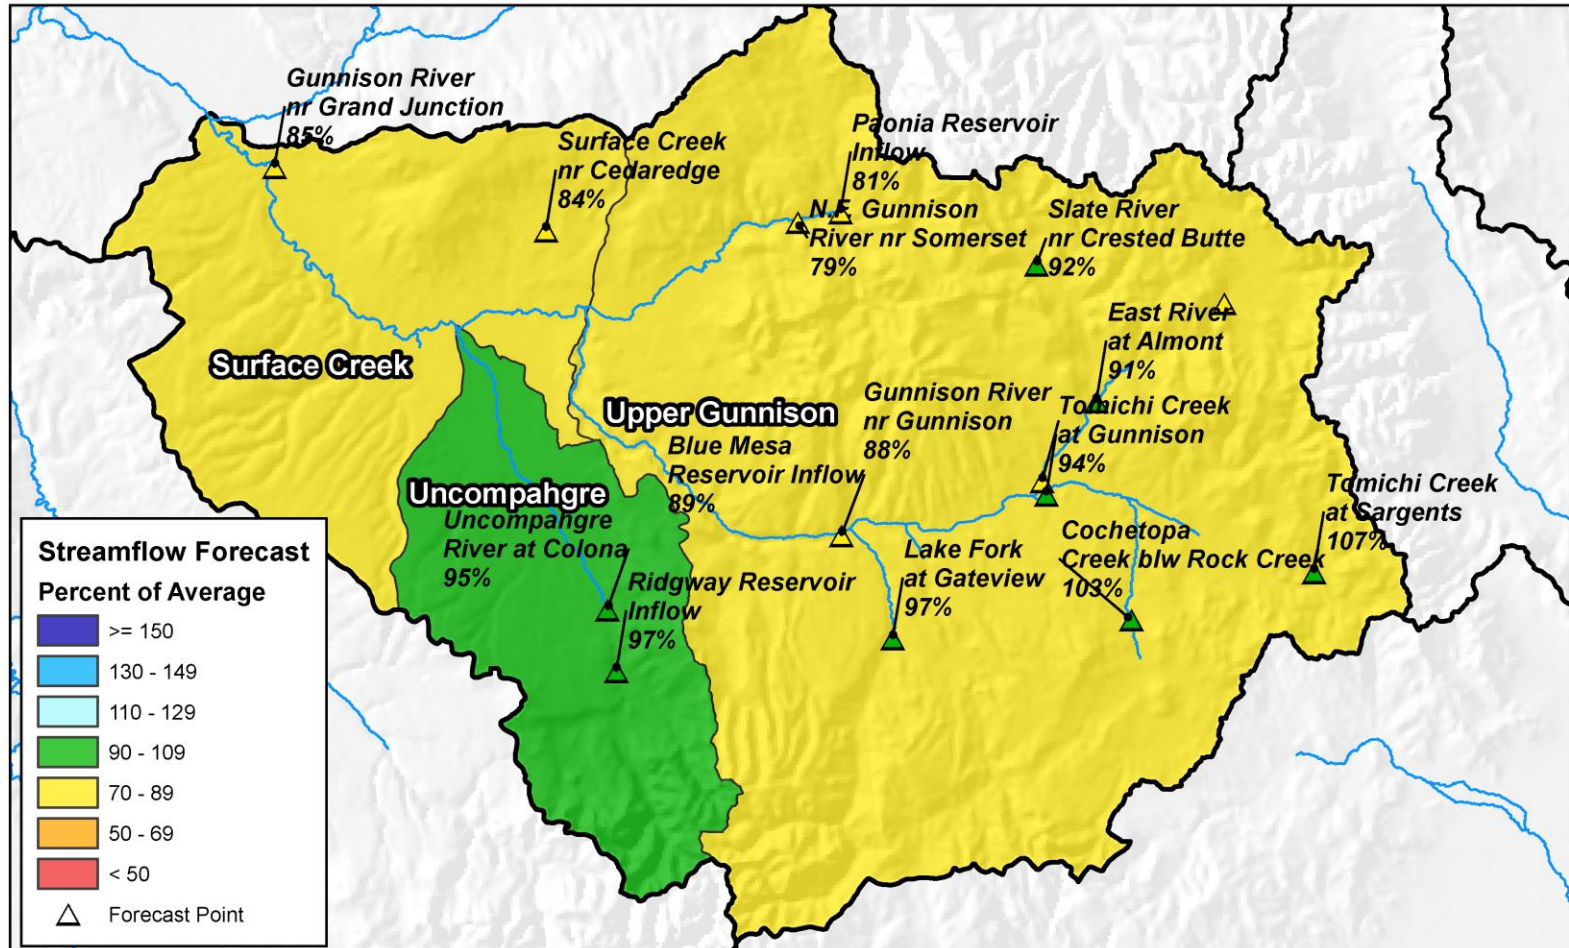 Gunnison River
nr Grand Junction
85%
Surface Creek
nr Cedaredge
84%
Paonia Reservoir
Inflow
81%
N.F. Gunnison
River nr Somerset
79%
Slate River
nr Crested Butte
92%
East River
at Almont
91%
Surface Creek
Upper Gunnison
Gunnison River
nr Gunnison
88%
Tomichi Creek
at Gunnison
94%
Blue Mesa
Reservoir Inflow
89%
Tomichi Creek
at Sargents
107%
Uncompahgre
Uncompahgre
River at Colona
95%
Ridgway Reservoir
Inflow
97%
Lake Fork
at Gateview
97%
Cochetopa
Creek blw Rock Creek
103%
Streamflow Forecast
Percent of Average
>= 150
130 - 149
110 - 129
90 - 109
70 - 89
50 - 69
< 50
Forecast Point